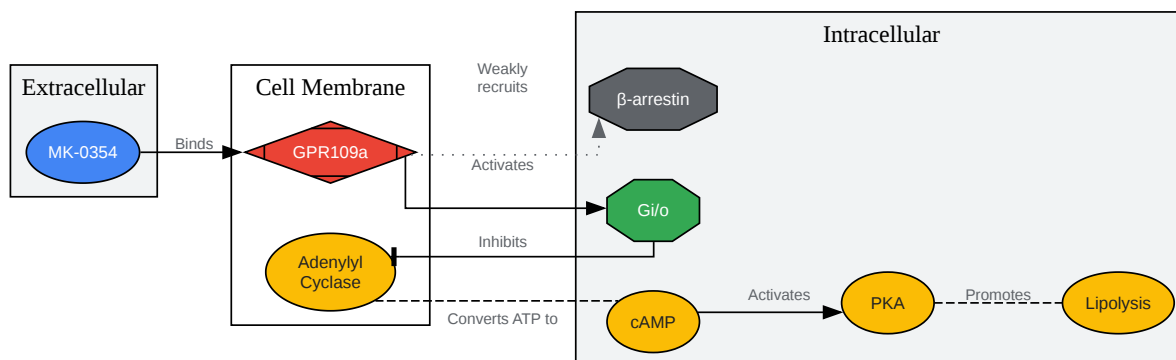 Intracellular
Extracellular
Cell Membrane
Weakly
recruits
β-arrestin
MK-0354
Binds
GPR109a
Activates
Gi/o
Inhibits
Adenylyl
Cyclase
Converts ATP to
cAMP
Activates
PKA
Promotes
Lipolysis